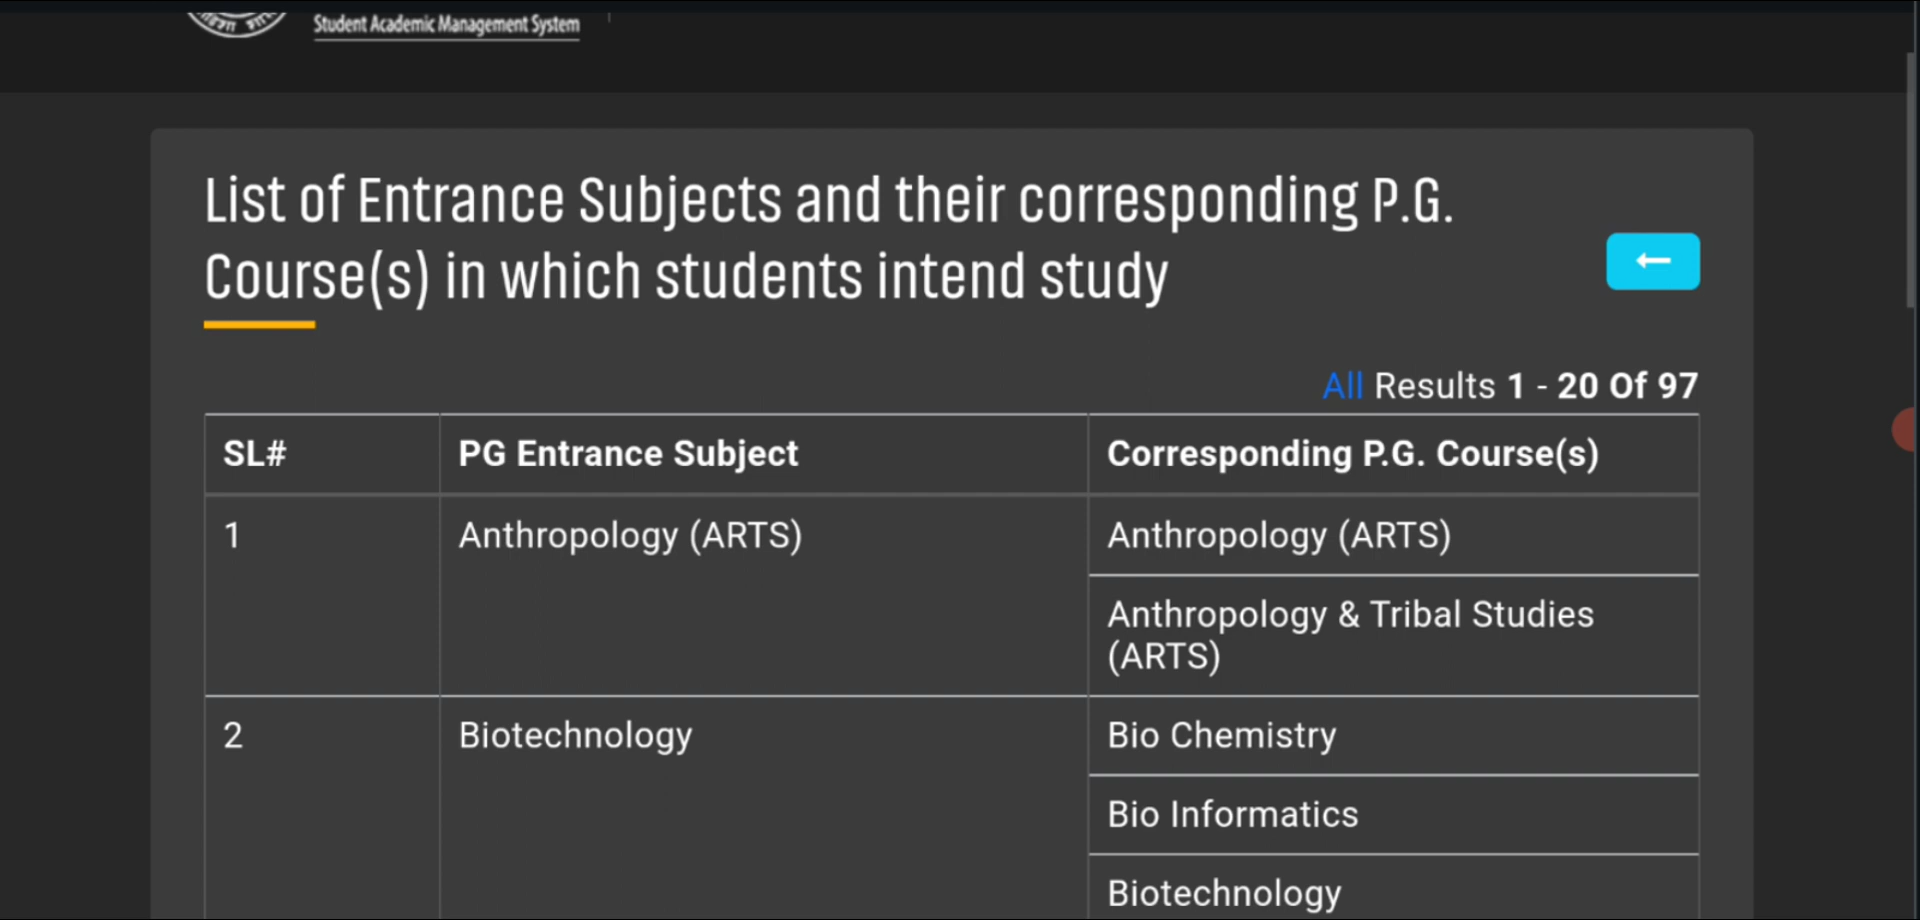 Student Academic Management System
List of Entrance Subjects and their corresponding P.G.
Course(s) in which students intend study
All Results 1 - 20 Of 97
SL# PG Entrance Subject Corresponding P.G. Course(s)
1 Anthropology (ARTS) Anthropology (ARTS)
Anthropology & Tribal Studies
(ARTS)
2 Biotechnology Bio Chemistry
Bio Informatics
Biotechnology